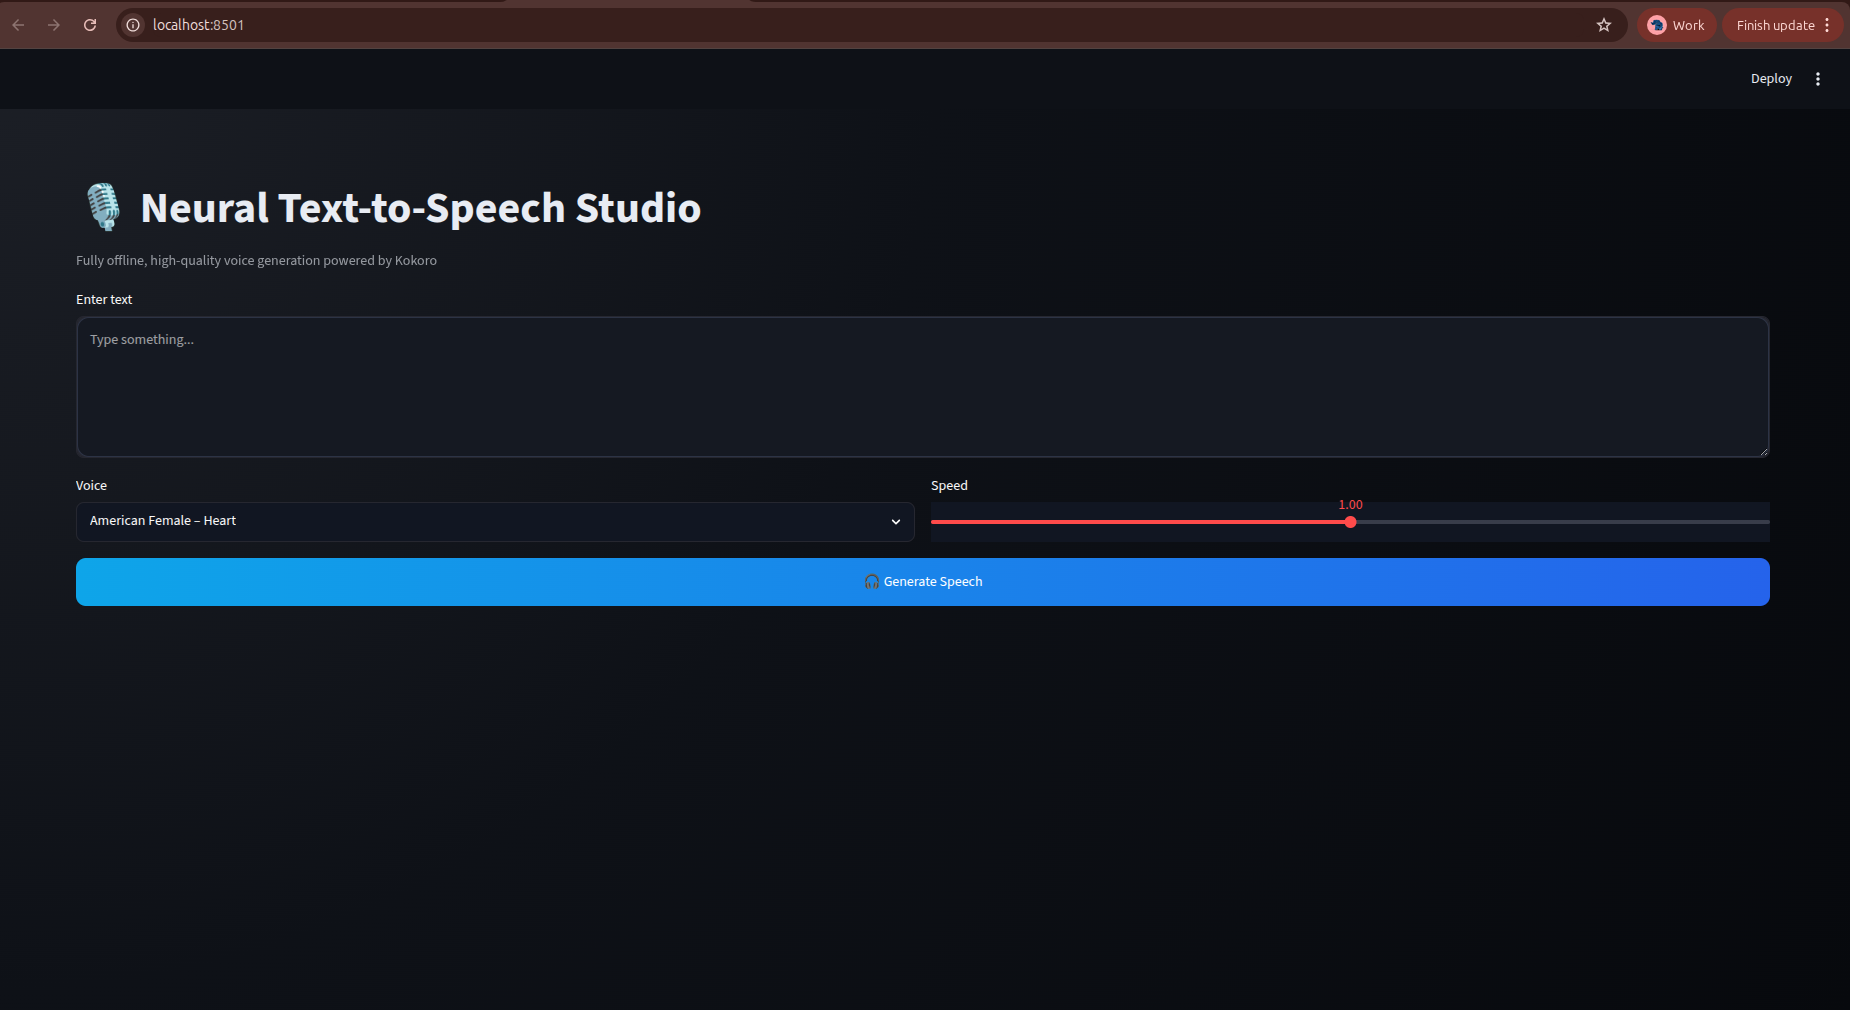 localhost:8501
Work
Finish update
Deploy
Neural Text-to-Speech Studio
Fully offline, high-quality voice generation powered by Kokoro
Enter text
Type something...
Voice
Speed
1.00
American Female – Heart
Generate Speech